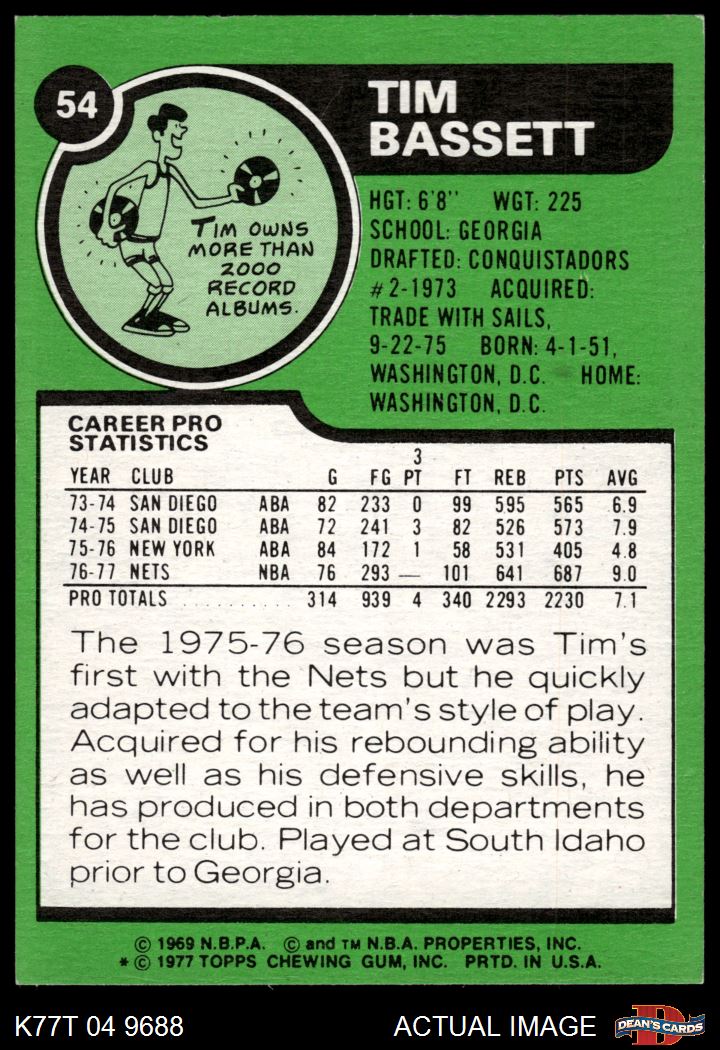 54
TIM
BASSETT
TIM OWNS
MORE THAN
2000
RECORD
ALBUMS.
HGT: 6'8" WGT: 225
SCHOOL: GEORGIA
DRAFTED: CONQUISTADORS
#2-1973 ACQUIRED:
TRADE WITH SAILS,
9-22-75 BORN: 4-1-51,
WASHINGTON, D.C. HOME:
WASHINGTON, D.C.
CAREER PRO
STATISTICS
3
YEAR CLUB G FG PT FT REB PTS AVG
73-74 SAN DIEGO ABA 82 233 0 99 595 565 6.9
74-75 SAN DIEGO ABA 72 241 3 82 526 573 7.9
75-76 NEW YORK ABA 84 172 1 58 531 405 4.8
76-77 NETS NBA 76 293 — 101 641 687 9.0
PRO TOTALS .......... 314 939 4 340 2293 2230 7.1
The 1975-76 season was Tim's
first with the Nets but he quickly
adapted to the team's style of play.
Acquired for his rebounding ability
as well as his defensive skills, he
has produced in both departments
for the club. Played at South Idaho
prior to Georgia.
© 1969 N.B.P.A. © and TM N.B.A. PROPERTIES, INC.
* © 1977 TOPPS CHEWING GUM, INC. PRTD. IN U.S.A.
K77T 04 9688 ACTUAL IMAGE DEAN'S CARDS